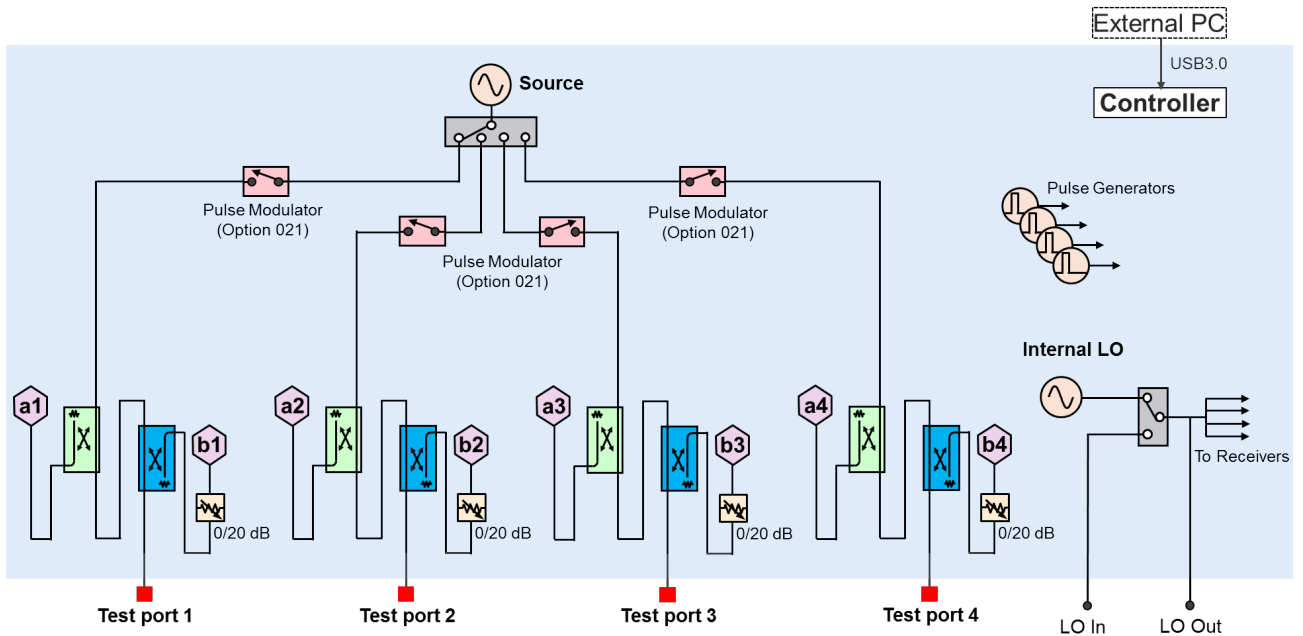 External PC
USB3.0
Controller
Source
Pulse Modulator
(Option 021)
Pulse Modulator
(Option 021)
Pulse Modulator
(Option 021)
Pulse Generators
Internal LO
a1
b1
a2
b2
a3
b3
a4
b4
To Receivers
0/20 dB
0/20 dB
0/20 dB
0/20 dB
Test port 1
Test port 2
Test port 3
Test port 4
LO In
LO Out